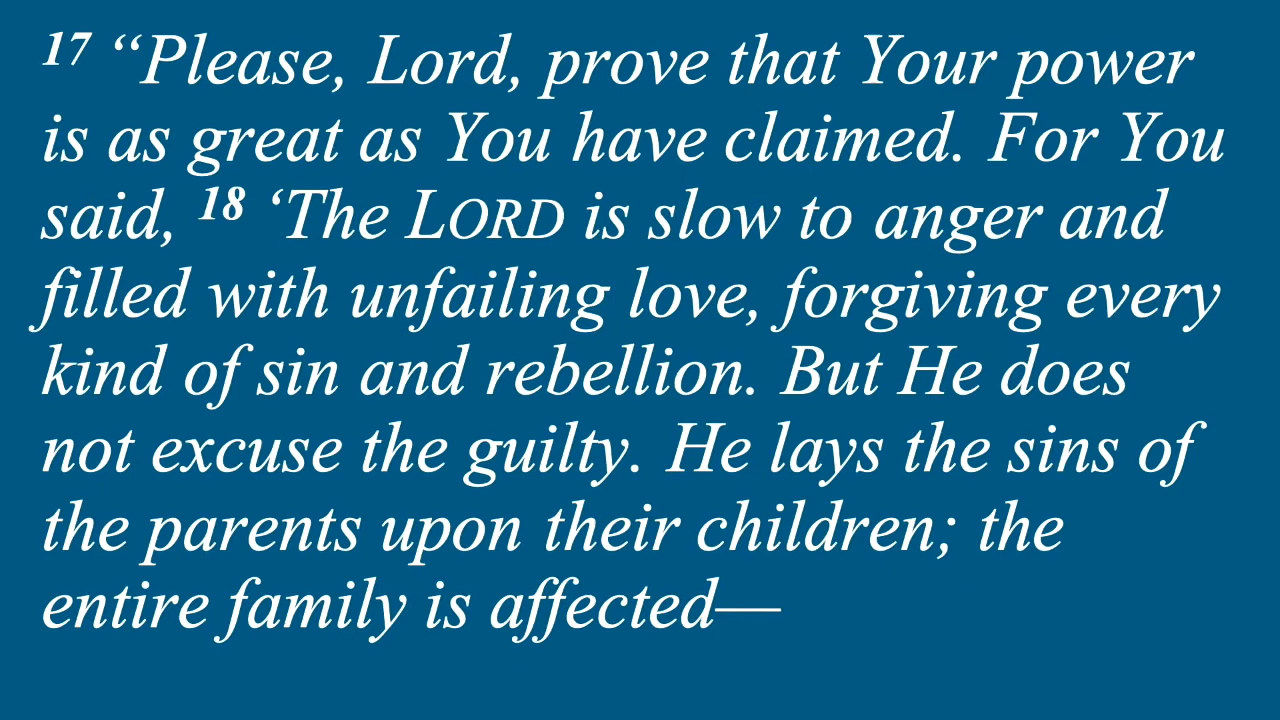 17 “Please, Lord, prove that Your power
is as great as You have claimed. For You
said, 18 ‘The LORD is slow to anger and
filled with unfailing love, forgiving every
kind of sin and rebellion. But He does
not excuse the guilty. He lays the sins of
the parents upon their children; the
entire family is affected—